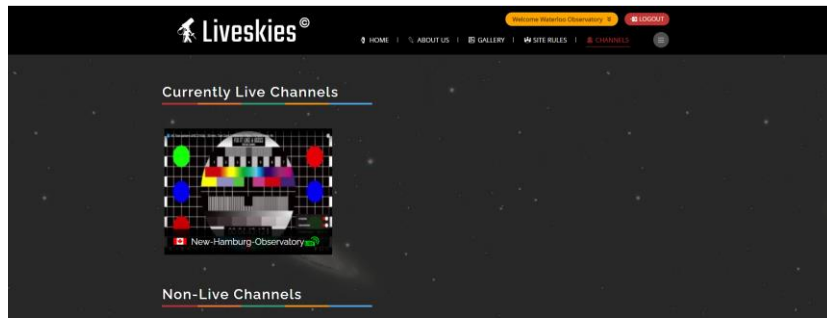 Liveskies©
Welcome Waterloo Observatory
LOGOUT
HOME | ABOUT US | GALLERY | SITE RULES | CHANNELS
Currently Live Channels
New-Hamburg-Observatory
Non-Live Channels